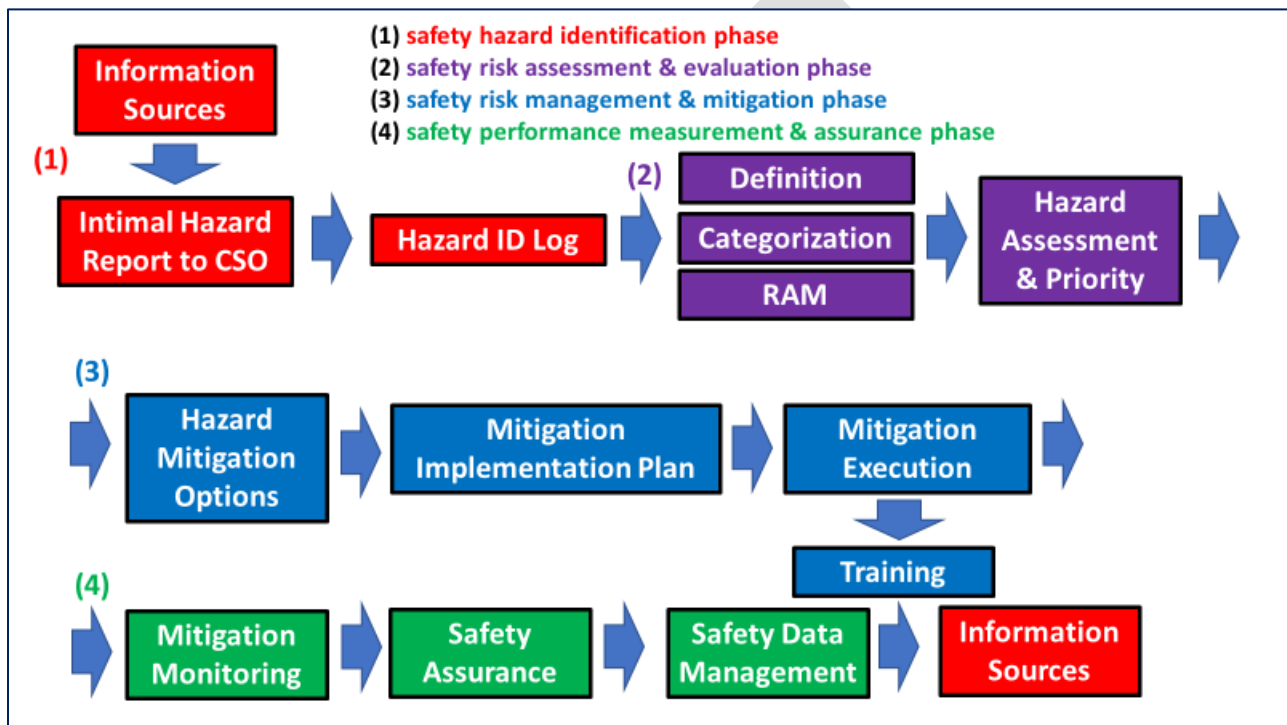 (1) safety hazard identification phase
(2) safety risk assessment & evaluation phase
(3) safety risk management & mitigation phase
(4) safety performance measurement & assurance phase
Information
Sources
(1)
Intimal Hazard
Report to CSO
Hazard ID Log
(2)
Definition
Categorization
RAM
Hazard
Assessment
& Priority
(3)
Hazard
Mitigation
Options
Mitigation
Implementation Plan
Mitigation
Execution
Training
(4)
Mitigation
Monitoring
Safety
Assurance
Safety Data
Management
Information
Sources